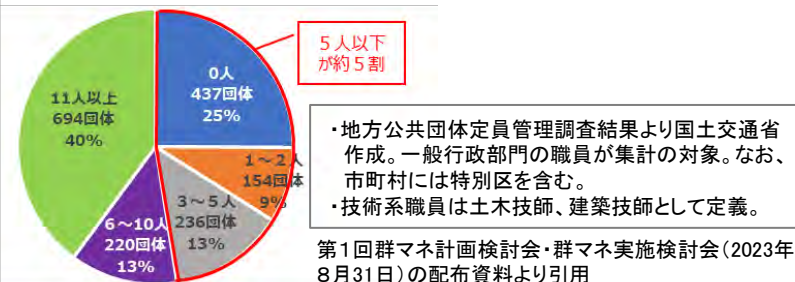 5人以下
が約5割
0人
437団体
25%
11人以上
694団体
40%
1~2人
154団体
9%
3~5人
236団体
13%
6~10人
220団体
13%
・地方公共団体定員管理調査結果より国土交通省
作成。一般行政部門の職員が集計の対象。なお、
市町村には特別区を含む。
・技術系職員は土木技師、建築技師として定義。
第1回群マネ計画検討会・群マネ実施検討会(2023年
8月31日)の配布資料より引用